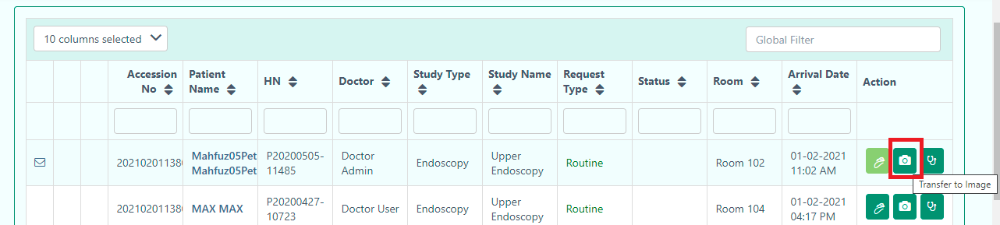 10 columns selected
Global Filter
Accession No
Patient Name
HN
Doctor
Study Type
Study Name
Request Type
Status
Room
Arrival Date
Action
Mahfuz05Pet
Mahfuz05Pet
P20200505-
11485
Doctor
Admin
Endoscopy
Upper
Endoscopy
Routine
Room 102
01-02-2021
11:02 AM
Transfer to Image
MAX MAX
P20200427-
10723
Doctor User
Endoscopy
Upper
Endoscopy
Routine
Room 104
01-02-2021
04:17 PM